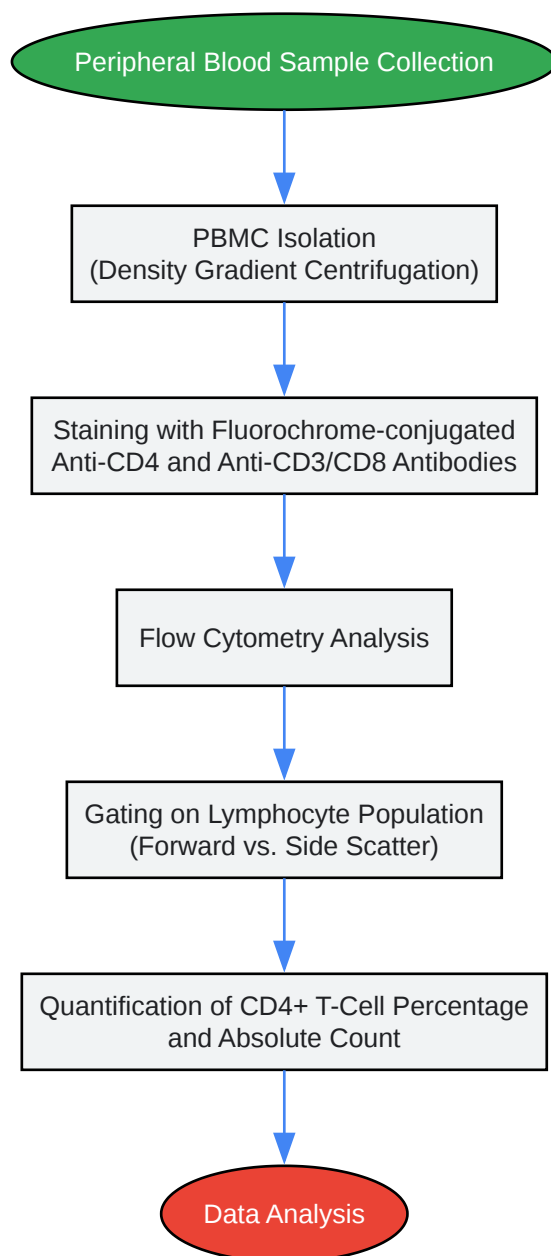 Peripheral Blood Sample Collection
PBMC Isolation
(Density Gradient Centrifugation)
Staining with Fluorochrome-conjugated
Anti-CD4 and Anti-CD3/CD8 Antibodies
Flow Cytometry Analysis
Gating on Lymphocyte Population
(Forward vs. Side Scatter)
Quantification of CD4+ T-Cell Percentage
and Absolute Count
Data Analysis